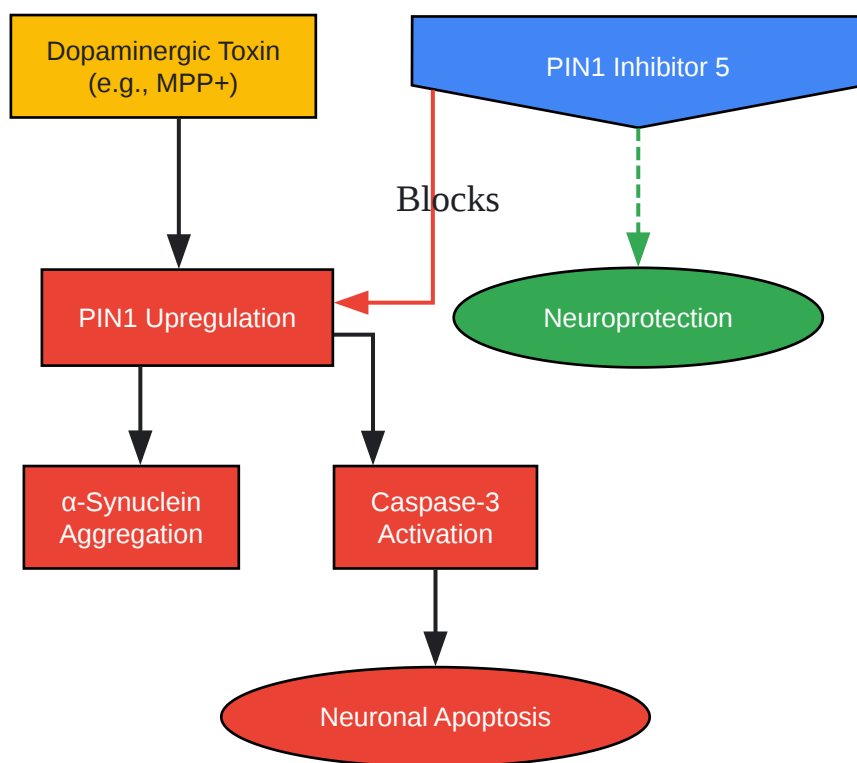 Dopaminergic Toxin
(e.g., MPP+)
PIN1 Inhibitor 5
Blocks
PIN1 Upregulation
Neuroprotection
α-Synuclein
Aggregation
Caspase-3
Activation
Neuronal Apoptosis